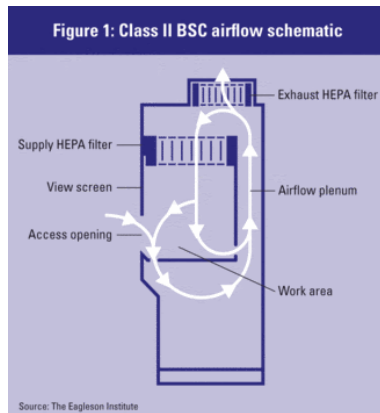 Figure 1: Class II BSC airflow schematic
Exhaust HEPA filter
Supply HEPA filter
View screen
Airflow plenum
Access opening
Work area
Source: The Eagleson Institute